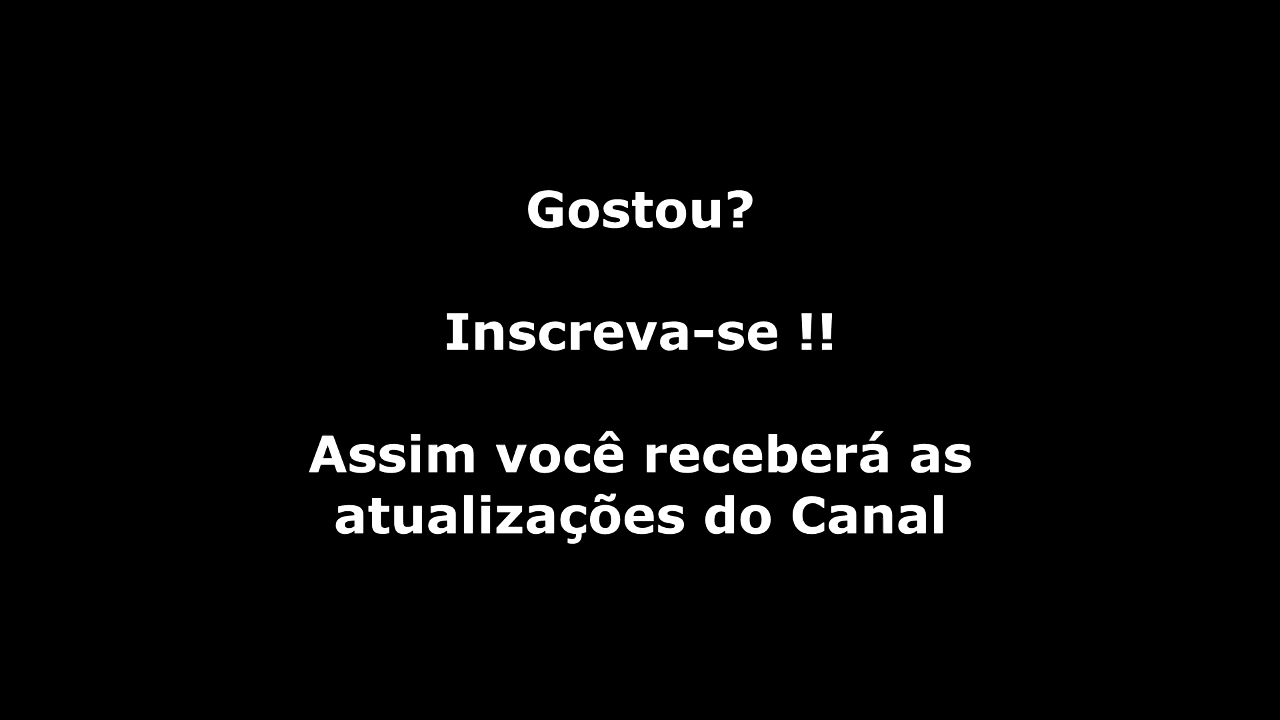 Gostou?
Inscreva-se !!
Assim você receberá as
atualizações do Canal